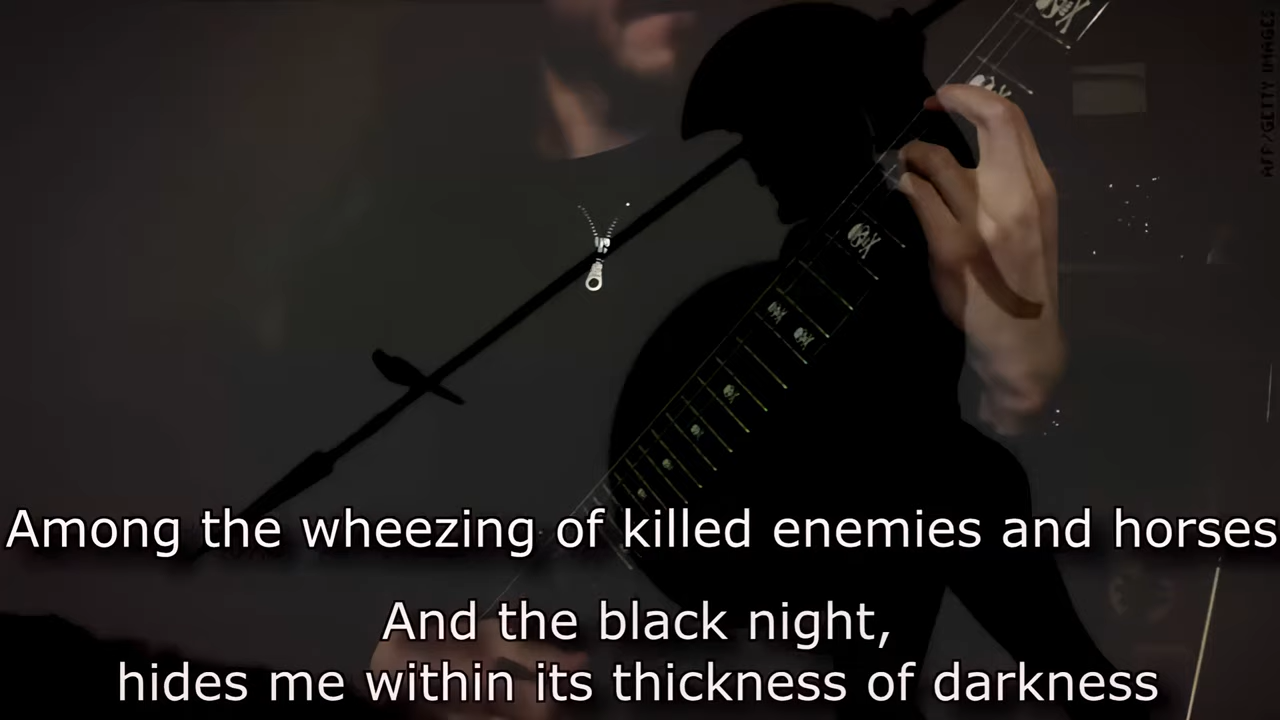 AFP/GETTY IMAGES
Among the wheezing of killed enemies and horses
And the black night,
hides me within its thickness of darkness